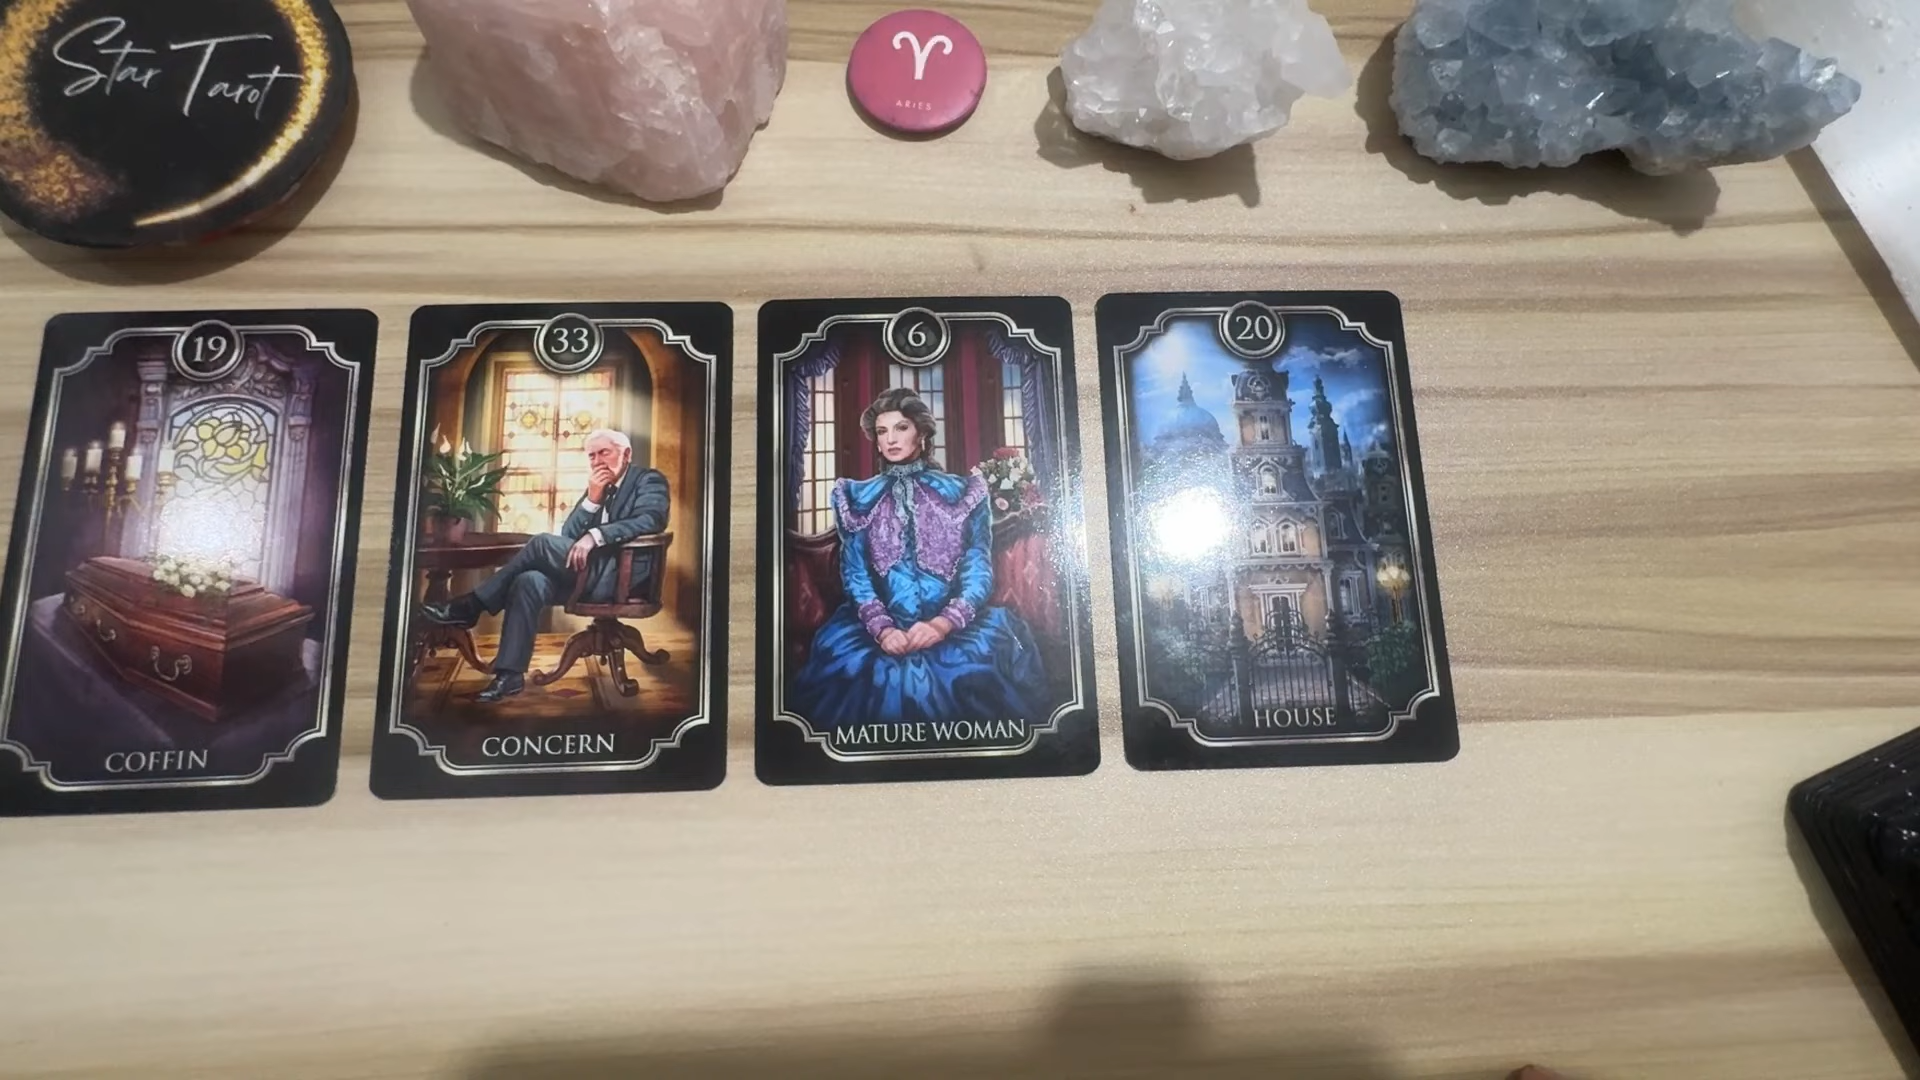 Star Tarot
♈
ARIES
19
COFFIN
33
CONCERN
6
MATURE WOMAN
20
HOUSE